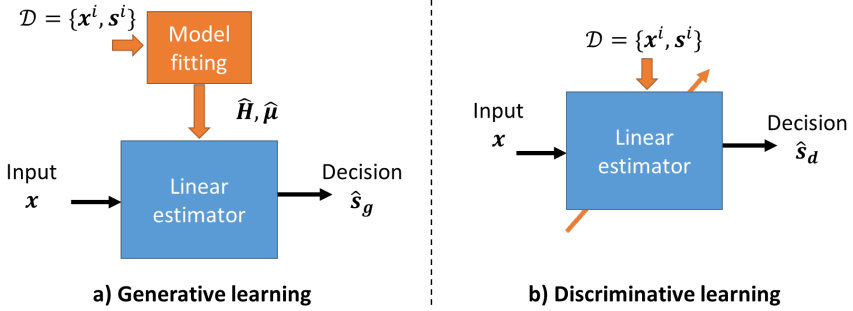 𝒟 = {𝒙ⁱ, 𝒔ⁱ}
Model
fitting
Ĥ, μ̂
Input
𝒙
Linear
estimator
Decision
ŝ_g
a) Generative learning
𝒟 = {𝒙ⁱ, 𝒔ⁱ}
Input
𝒙
Linear
estimator
Decision
ŝ_d
b) Discriminative learning